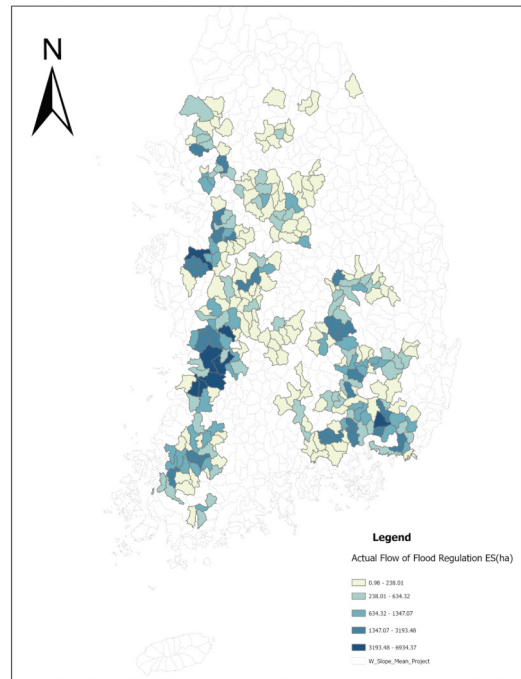 N
Legend
Actual Flow of Flood Regulation ES(ha)
0.98 - 238.01
238.01 - 634.32
634.32 - 1347.07
1347.07 - 3193.48
3193.48 - 6934.37
W_Slope_Mean_Project